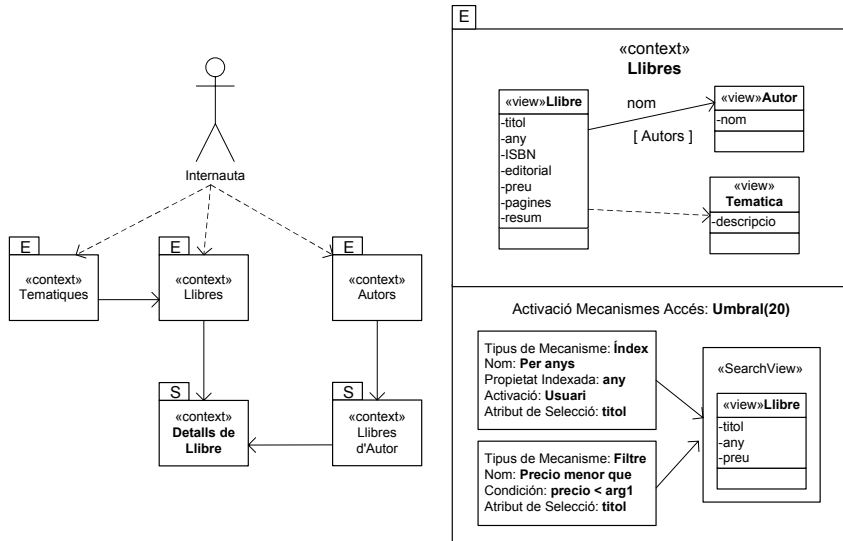 Internauta
E
«context»
Tematiques
E
«context»
Llibres
E
«context»
Autors
S
«context»
Detalls de
Llibre
S
«context»
Llibres
d'Autor
E
«context»
Llibres
«view»Llibre
-titol
-any
-ISBN
-editorial
-preu
-pagines
-resum
nom
[ Autors ]
«view»Autor
-nom
«view»
Tematica
-descripcio
Activació Mecanismes Accés: Umbral(20)
Tipus de Mecanisme: Índex
Nom: Per anys
Propietat Indexada: any
Activació: Usuari
Atribut de Selecció: titol
Tipus de Mecanisme: Filtre
Nom: Precio menor que
Condición: precio < arg1
Atribut de Selecció: titol
«SearchView»
«view»Llibre
-titol
-any
-preu